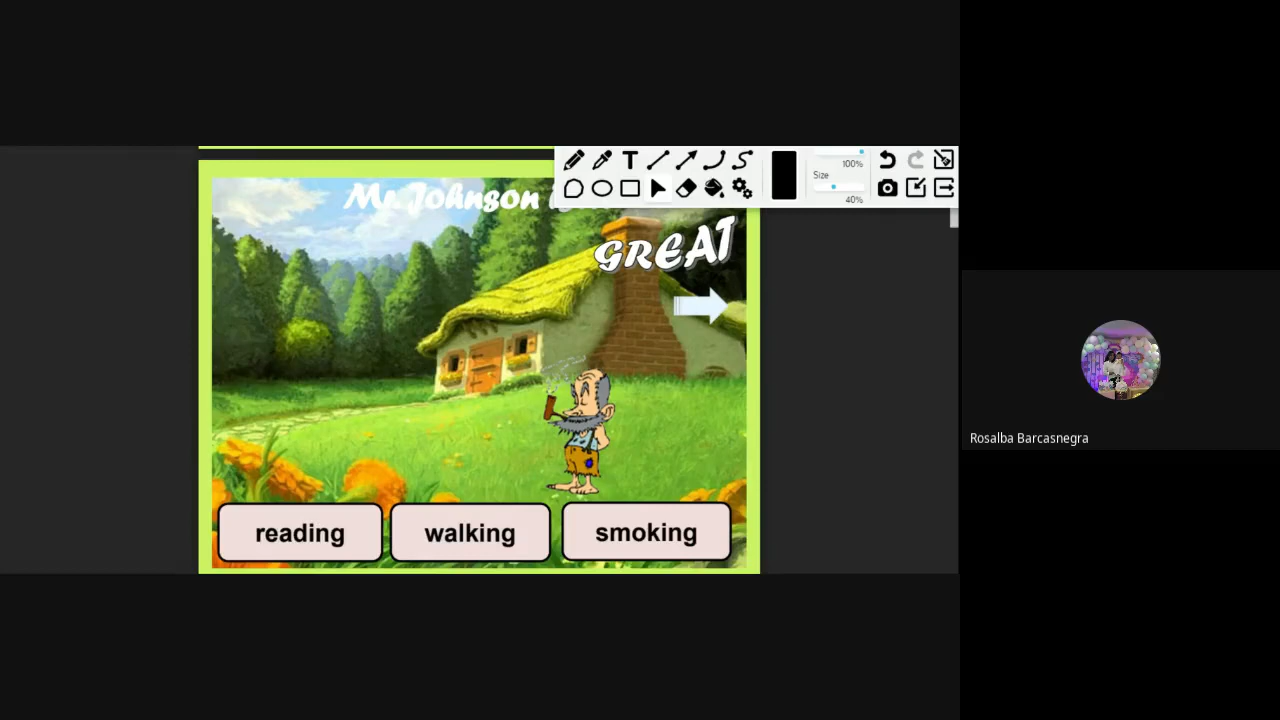 T
100%
Size
40%
Mr. Johnson
GREAT
reading
walking
smoking
Rosalba Barcasnegra